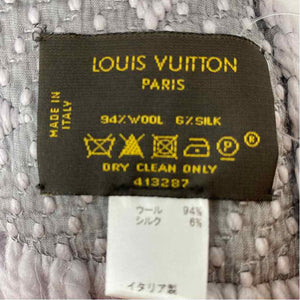 LOUIS VUITTON
PARIS
MADE IN
ITALY
94% WOOL 6% SILK
P
DRY CLEAN ONLY
413287
ウール 94%
シルク 6%
イタリア製